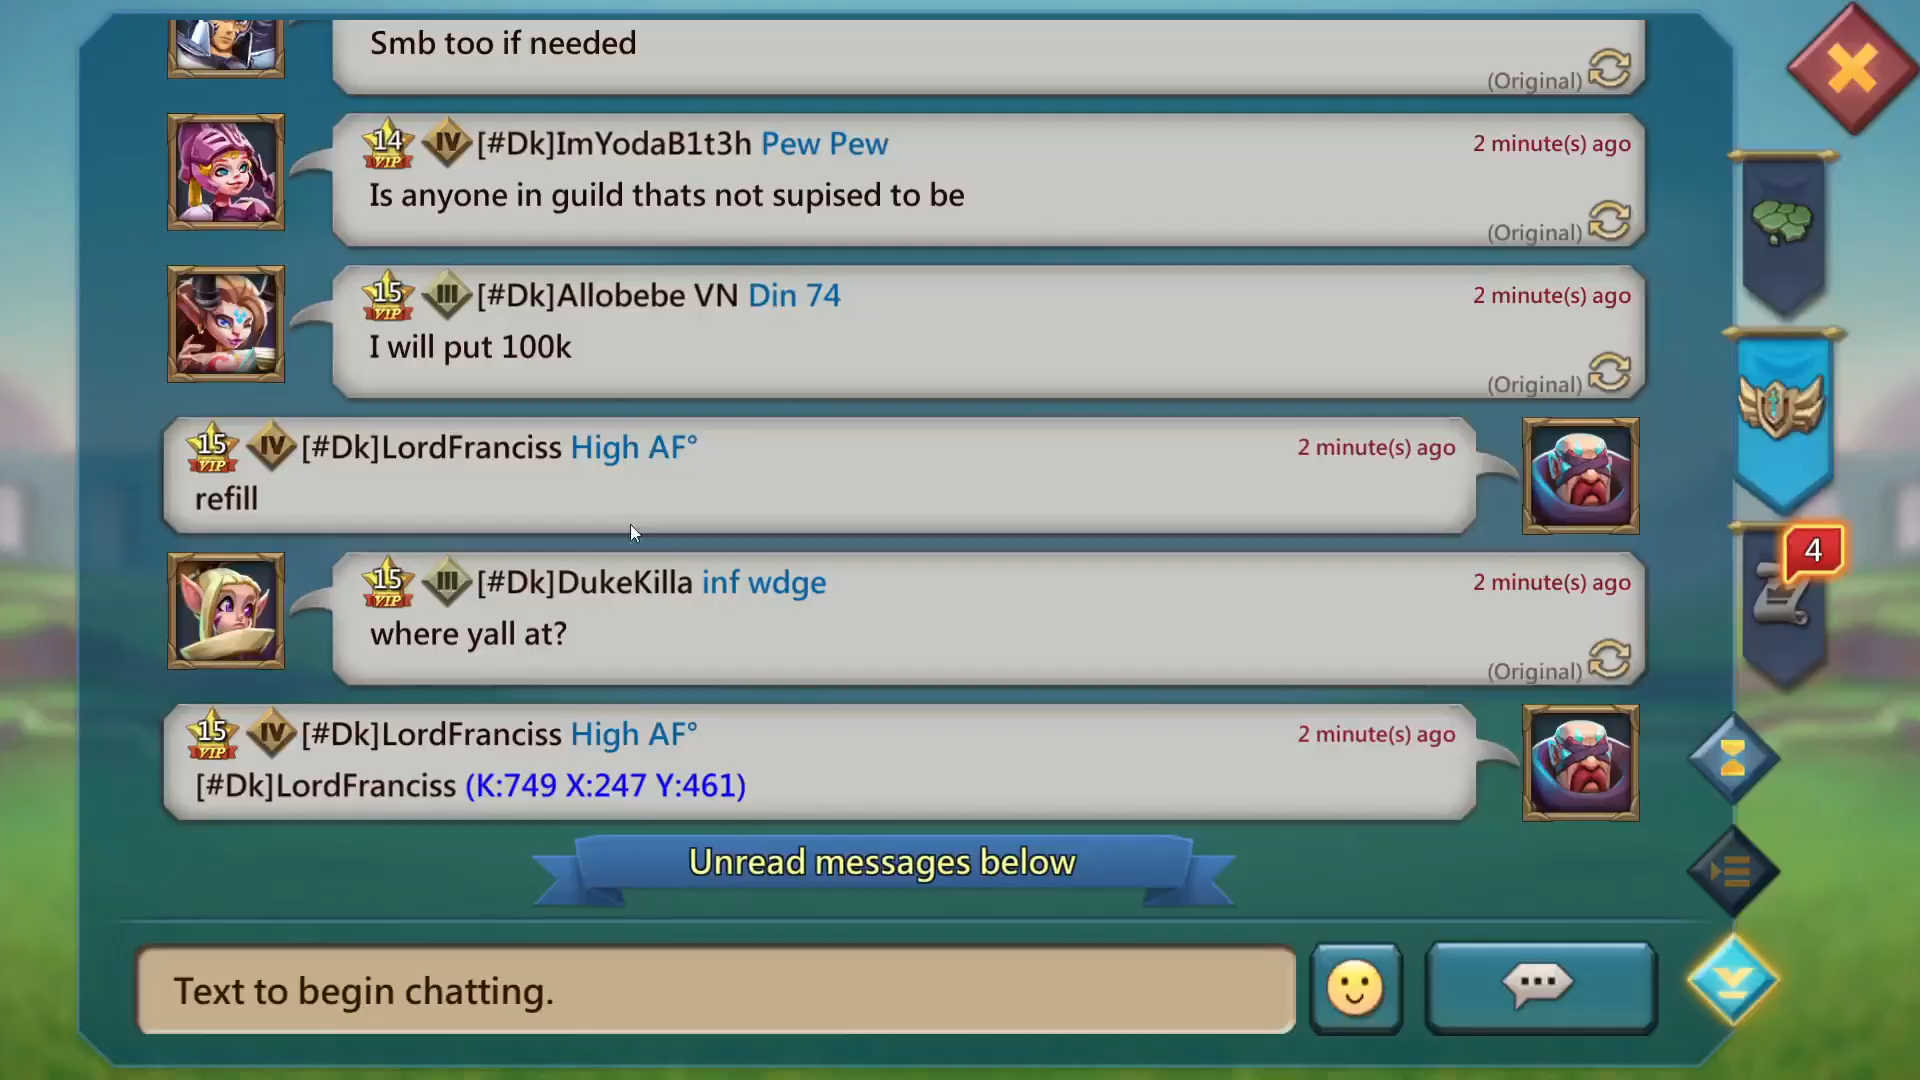 Smb too if needed
(Original)
14 VIP IV [#Dk]ImYodaB1t3h Pew Pew 2 minute(s) ago
Is anyone in guild thats not supised to be
(Original)
15 VIP III [#Dk]Allobebe VN Din 74 2 minute(s) ago
I will put 100k
(Original)
15 VIP IV [#Dk]LordFranciss High AF° 2 minute(s) ago
refill
15 VIP III [#Dk]DukeKilla inf wdge 2 minute(s) ago
where yall at?
(Original)
15 VIP IV [#Dk]LordFranciss High AF° 2 minute(s) ago
[#Dk]LordFranciss (K:749 X:247 Y:461)
Unread messages below
Text to begin chatting.
4